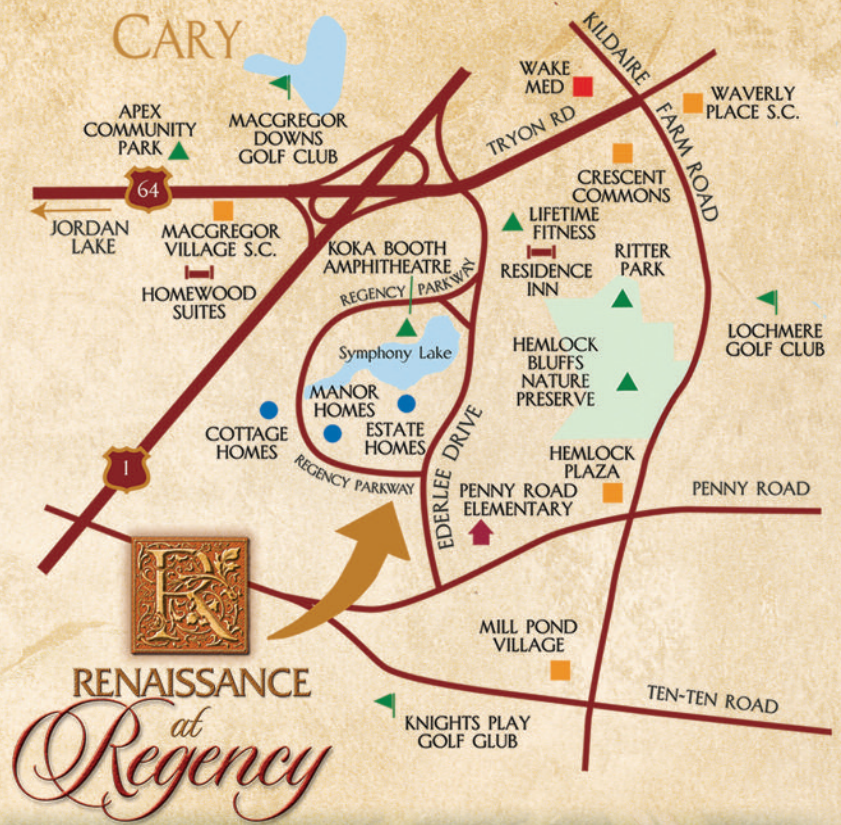 CARY
KILDAIRE
FARM ROAD
WAKE
MED
WAVERLY
PLACE S.C.
APEX
COMMUNITY
PARK
MACGREGOR
DOWNS
GOLF CLUB
TRYON RD
CRESCENT
COMMONS
64
JORDAN
LAKE
MACGREGOR
VILLAGE S.C.
HOMEWOOD
SUITES
KOKA BOOTH
AMPHITHEATRE
LIFETIME
FITNESS
RESIDENCE
INN
RITTER
PARK
REGENCY PARKWAY
Symphony Lake
HEMLOCK
BLUFFS
NATURE
PRESERVE
LOCHMERE
GOLF CLUB
MANOR
HOMES
COTTAGE
HOMES
ESTATE
HOMES
REGENCY PARKWAY
EDERLEE DRIVE
HEMLOCK
PLAZA
1
PENNY ROAD
ELEMENTARY
PENNY ROAD
R
RENAISSANCE
at
Regency
MILL POND
VILLAGE
TEN-TEN ROAD
KNIGHTS PLAY
GOLF GLUB